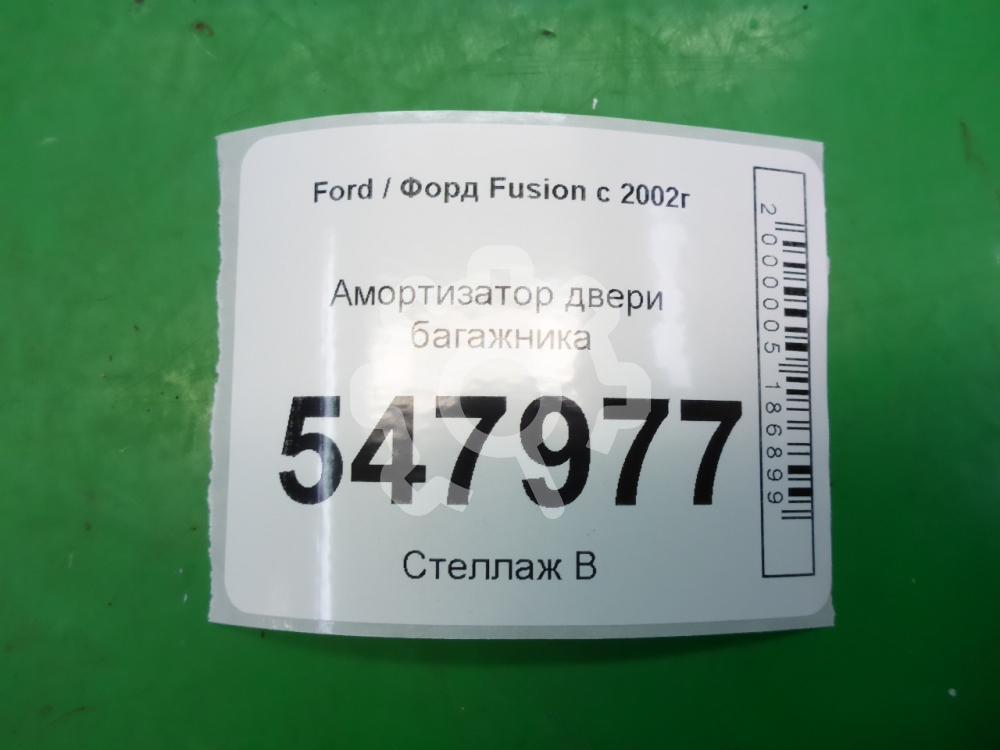 Ford / Форд Fusion с 2002г
Амортизатор двери
багажника
547977
Стеллаж В
2000005186899